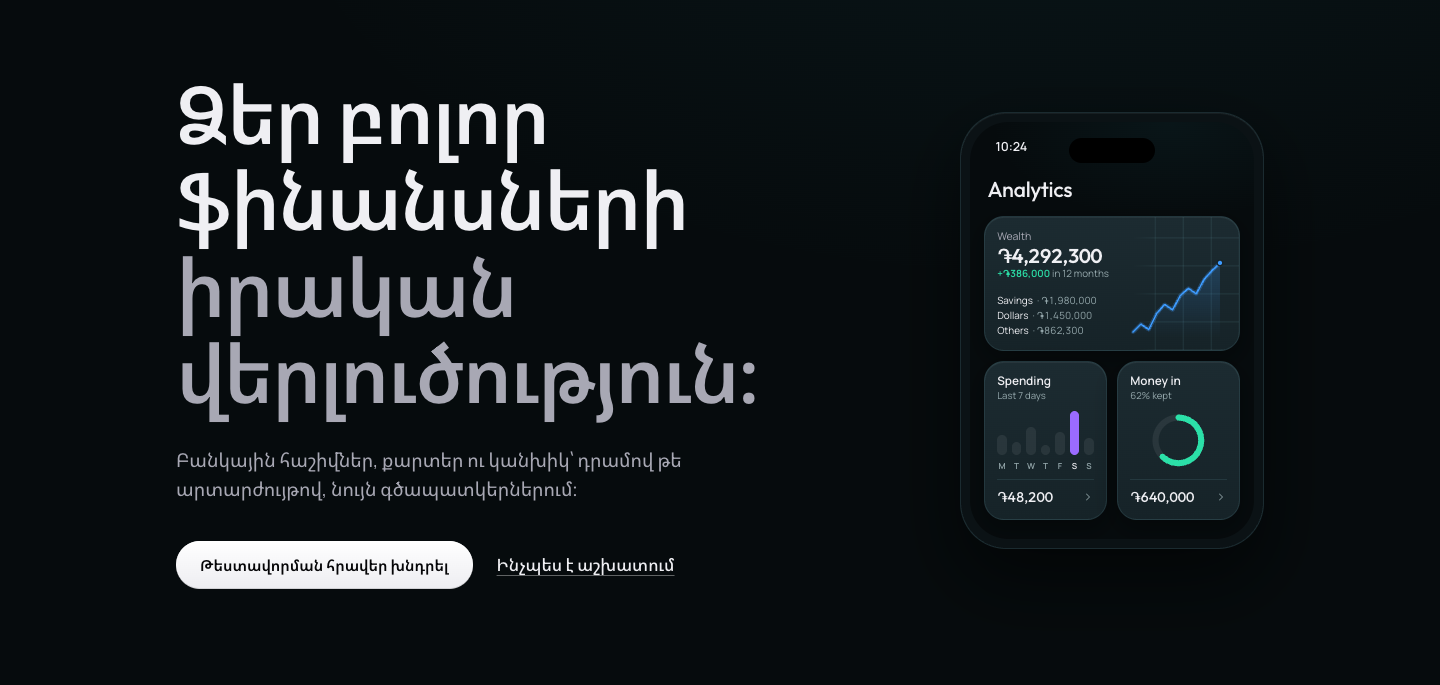 Ձեր բոլոր
ֆինանսների
իրական
վերլուծություն:
Բանկային հաշիվներ, քարտեր ու կանխիկ՝ դրամով թե
արտարժույթով, նույն գծապատկերներում:
Թեստավորման հրավեր խնդրել
Ինչպես է աշխատում
10:24
Analytics
Wealth
֏4,292,300
+֏386,000 in 12 months
Savings · ֏1,980,000
Dollars · ֏1,450,000
Others · ֏862,300
Spending
Last 7 days
M T W T F S S
֏48,200
Money in
62% kept
֏640,000